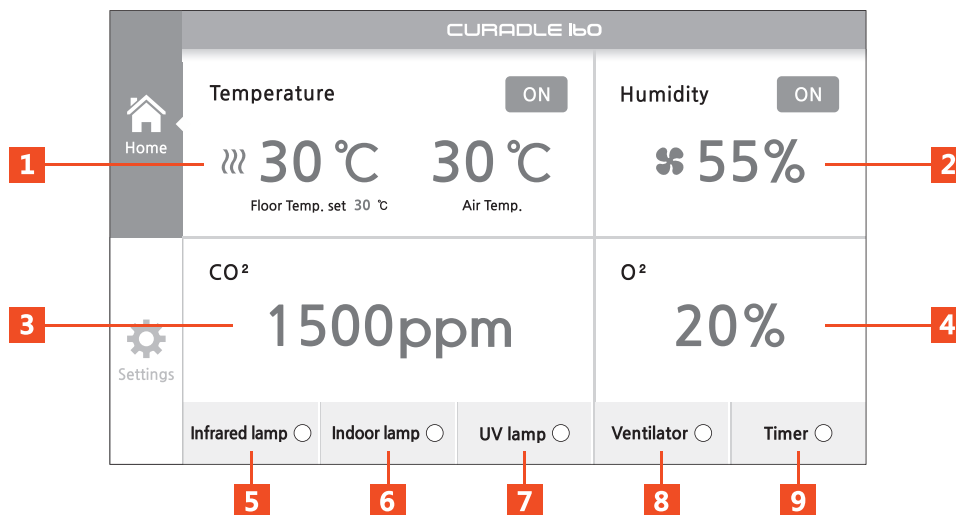 CURADLE 160
Home
Settings
Temperature ON
30 ℃ 30 ℃
Floor Temp. set 30 ℃ Air Temp.
Humidity ON
55%
CO²
1500ppm
O²
20%
Infrared lamp
Indoor lamp
UV lamp
Ventilator
Timer
1
2
3
4
5
6
7
8
9